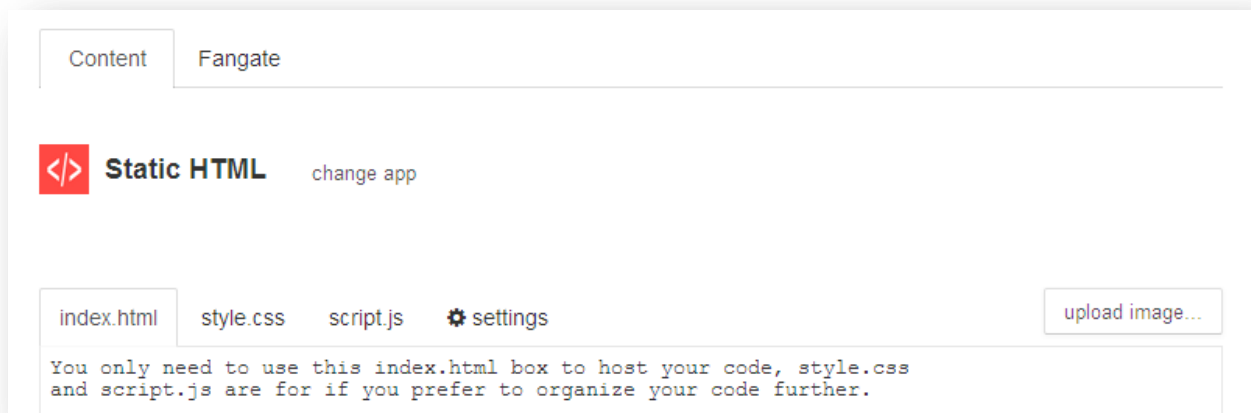 Content Fangate
</> Static HTML change app
index.html style.css script.js settings upload image...
You only need to use this index.html box to host your code, style.css
and script.js are for if you prefer to organize your code further.